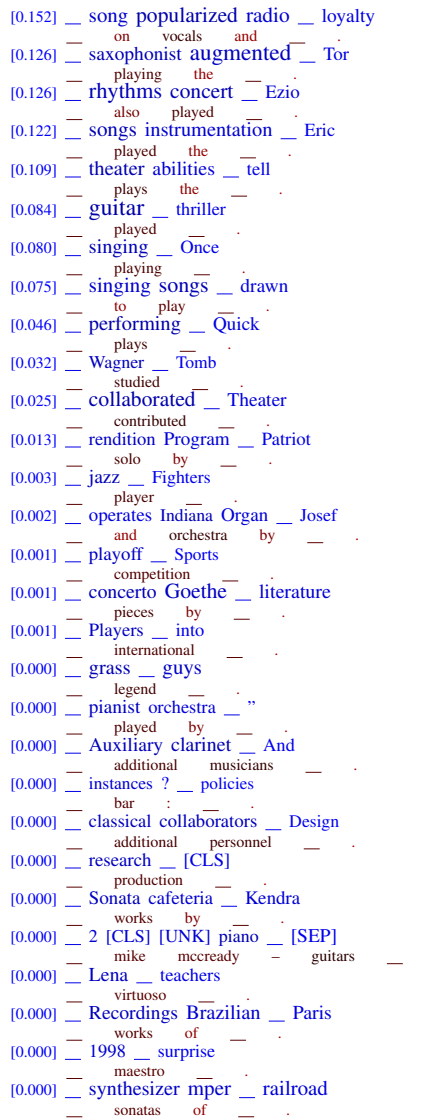 [0.152] __ song popularized radio __ loyalty
__ on vocals and __ .
[0.126] __ saxophonist augmented __ Tor
__ playing the __ .
[0.126] __ rhythms concert __ Ezio
__ also played __ .
[0.122] __ songs instrumentation __ Eric
__ played the __ .
[0.109] __ theater abilities __ tell
__ plays the __ .
[0.084] __ guitar __ thriller
__ played __ .
[0.080] __ singing __ Once
__ playing __ .
[0.075] __ singing songs __ drawn
__ to play __ .
[0.046] __ performing __ Quick
__ plays __ .
[0.032] __ Wagner __ Tomb
__ studied __ .
[0.025] __ collaborated __ Theater
__ contributed __ .
[0.013] __ rendition Program __ Patriot
__ solo by __ .
[0.003] __ jazz __ Fighters
__ player __ .
[0.002] __ operates Indiana Organ __ Josef
__ and orchestra by __ .
[0.001] __ playoff __ Sports
__ competition __ .
[0.001] __ concerto Goethe __ literature
__ pieces by __ .
[0.001] __ Players __ into
__ international __ .
[0.000] __ grass __ guys
__ legend __ .
[0.000] __ pianist orchestra __ ”
__ played by __ .
[0.000] __ Auxiliary clarinet __ And
__ additional musicians __ .
[0.000] __ instances ? __ policies
__ bar : __ .
[0.000] __ classical collaborators __ Design
__ additional personnel __ .
[0.000] __ research __ [CLS]
__ production __ .
[0.000] __ Sonata cafeteria __ Kendra
__ works by __ .
[0.000] __ 2 [CLS] [UNK] piano __ [SEP]
__ mike mccready – guitars __
[0.000] __ Lena __ teachers
__ virtuoso __ .
[0.000] __ Recordings Brazilian __ Paris
__ works of __ .
[0.000] __ 1998 __ surprise
__ maestro __ .
[0.000] __ synthesizer mper __ railroad
__ sonatas of __ .